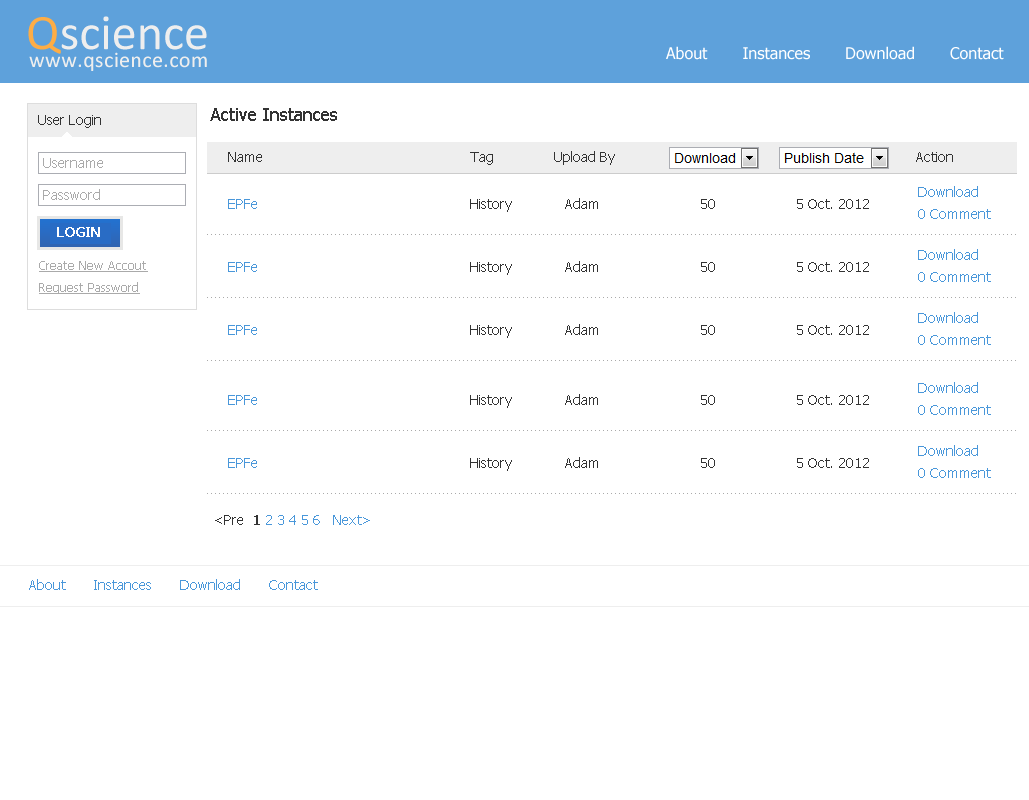 Qscience
www.qscience.com
About Instances Download Contact
User Login
Username
Password
LOGIN
Create New Accout
Request Password
Active Instances
Name Tag Upload By Download Publish Date Action
EPFe History Adam 50 5 Oct. 2012 Download
0 Comment
EPFe History Adam 50 5 Oct. 2012 Download
0 Comment
EPFe History Adam 50 5 Oct. 2012 Download
0 Comment
EPFe History Adam 50 5 Oct. 2012 Download
0 Comment
EPFe History Adam 50 5 Oct. 2012 Download
0 Comment
<Pre 1 2 3 4 5 6 Next>
About Instances Download Contact